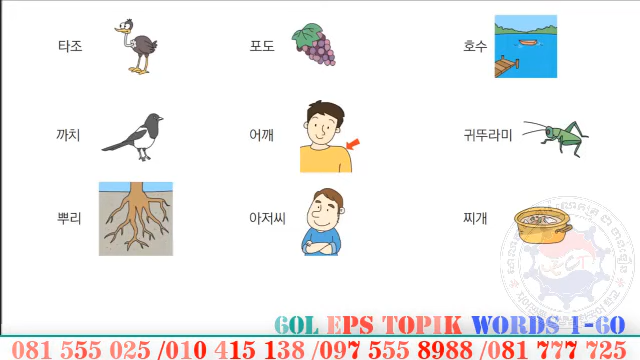 타조 포도 호수
까치 어깨 귀뚜라미
뿌리 아저씨 찌개
60L EPS TOPIK WORDS 1-60
081 555 025 /010 415 138 /097 555 8988 /081 777 725